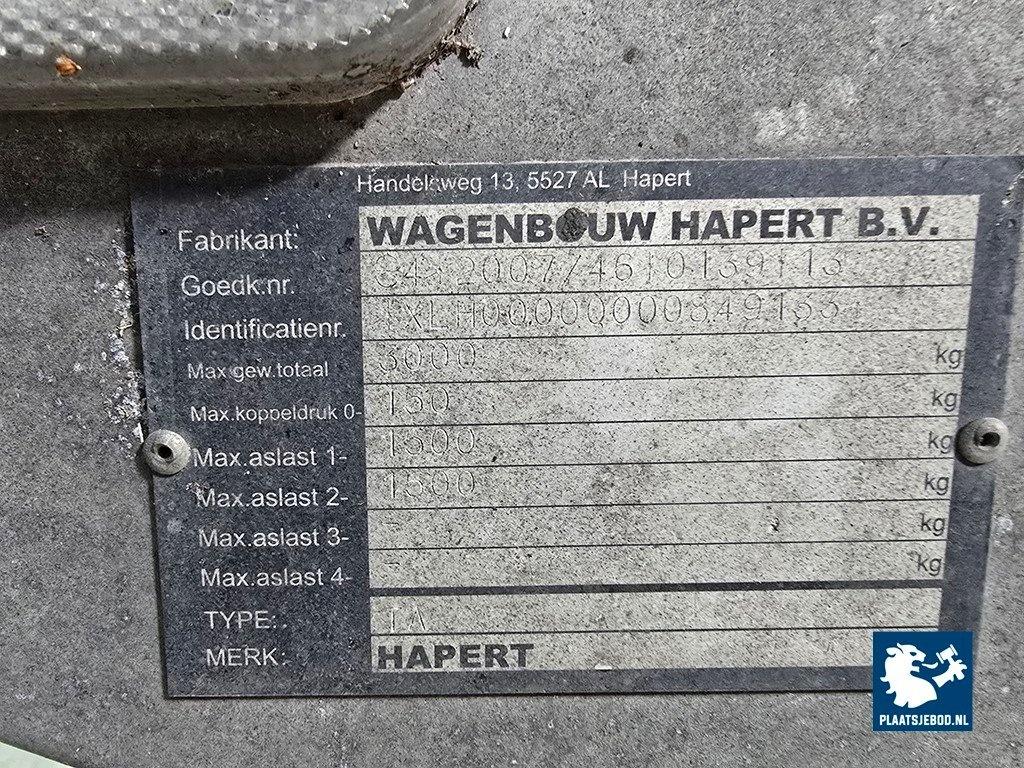 Handelsweg 13, 5527 AL Hapert
Fabrikant: WAGENBOUW HAPERT B.V.
Goedk.nr.
Identificatienr. XLH00000000349133
Max gew.totaal 3000 kg
Max.koppeldruk 0- 150 kg
Max.aslast 1- 1500 kg
Max.aslast 2- 1500 kg
Max.aslast 3- - kg
Max.aslast 4- - kg
TYPE: TA
MERK: HAPERT
PLAATSJEBOD.NL